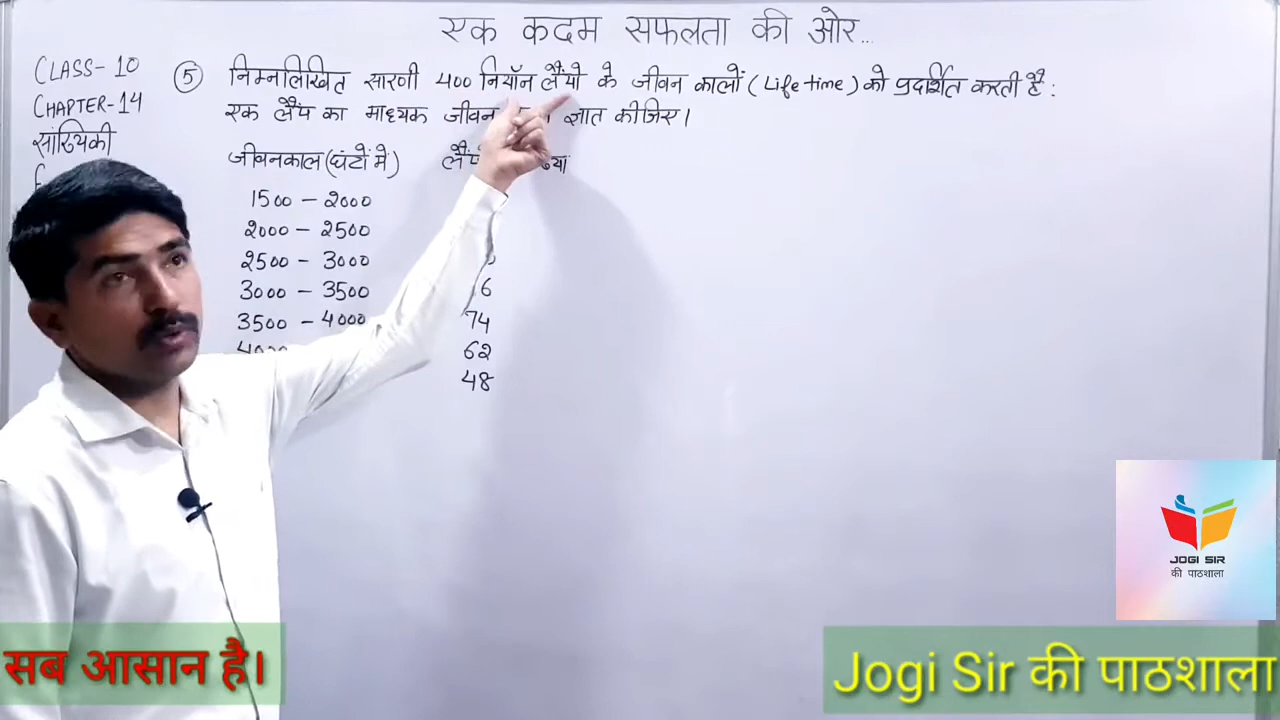 एक कदम सफलता की ओर...
CLASS-10
CHAPTER-14
सांख्यिकी
⑤ निम्नलिखित सारणी 400 नियॉन लैंपो के जीवन कालों (Life time) को प्रदर्शित करती है:
एक लैंप का माध्यक जीवन ज्ञात कीजिए।
जीवनकाल (घंटों में)
1500 - 2000
2000 - 2500
2500 - 3000
3000 - 3500
3500 - 4000 74
62
48
JOGI SIR
की पाठशाला
सब आसान है।
Jogi Sir की पाठशाला